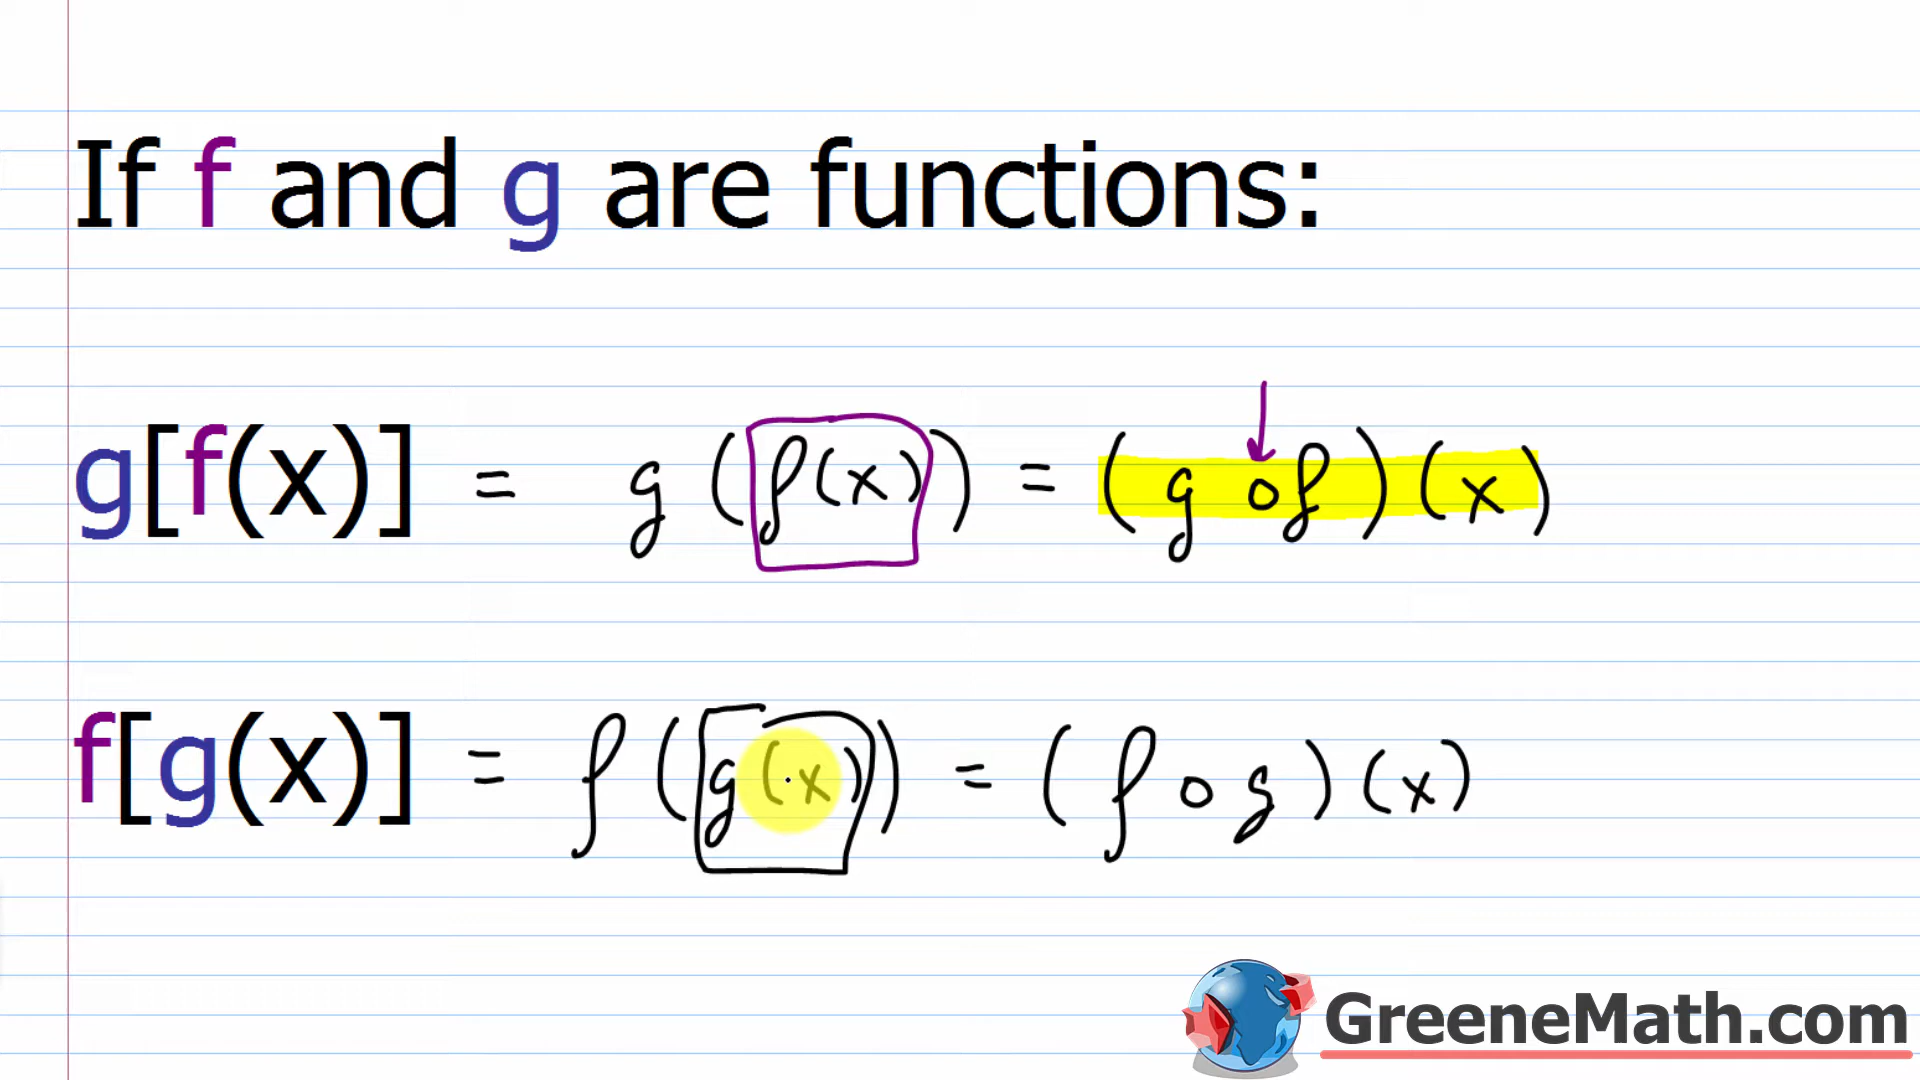 If f and g are functions:
g[f(x)] = g(f(x)) = (g o f)(x)
f[g(x)] = f(g(x)) = (f o g)(x)
GreeneMath.com